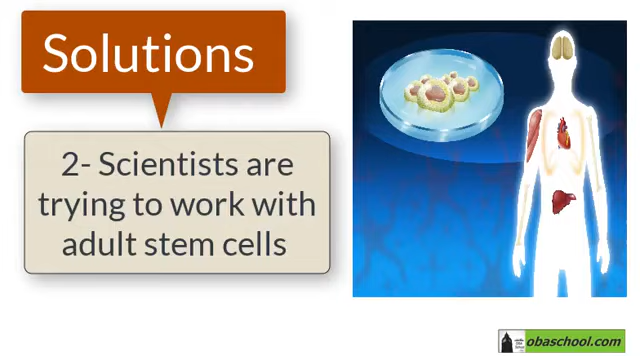 Solutions
2- Scientists are
trying to work with
adult stem cells
obaschool.com